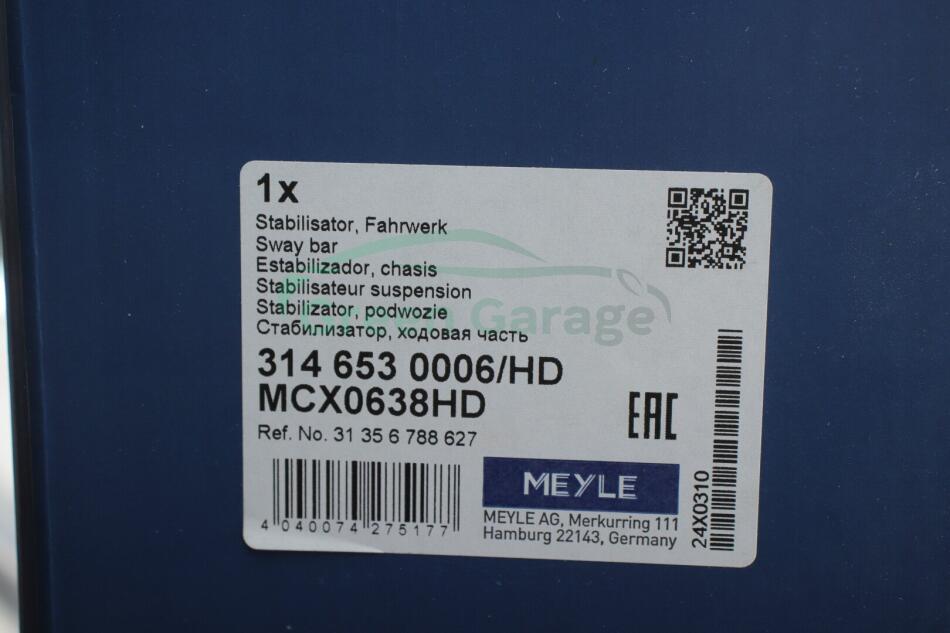 1x
Stabilisator, Fahrwerk
Sway bar
Estabilizador, chasis
Stabilisateur suspension
Stabilizator, podwozie
Стабилизатор, ходовая часть
Green Garage
314 653 0006/HD
MCX0638HD
Ref. No. 31 35 6 788 627
EAC
4 040074 275177
MEYLE
MEYLE AG, Merkurring 111
Hamburg 22143, Germany
24X0310